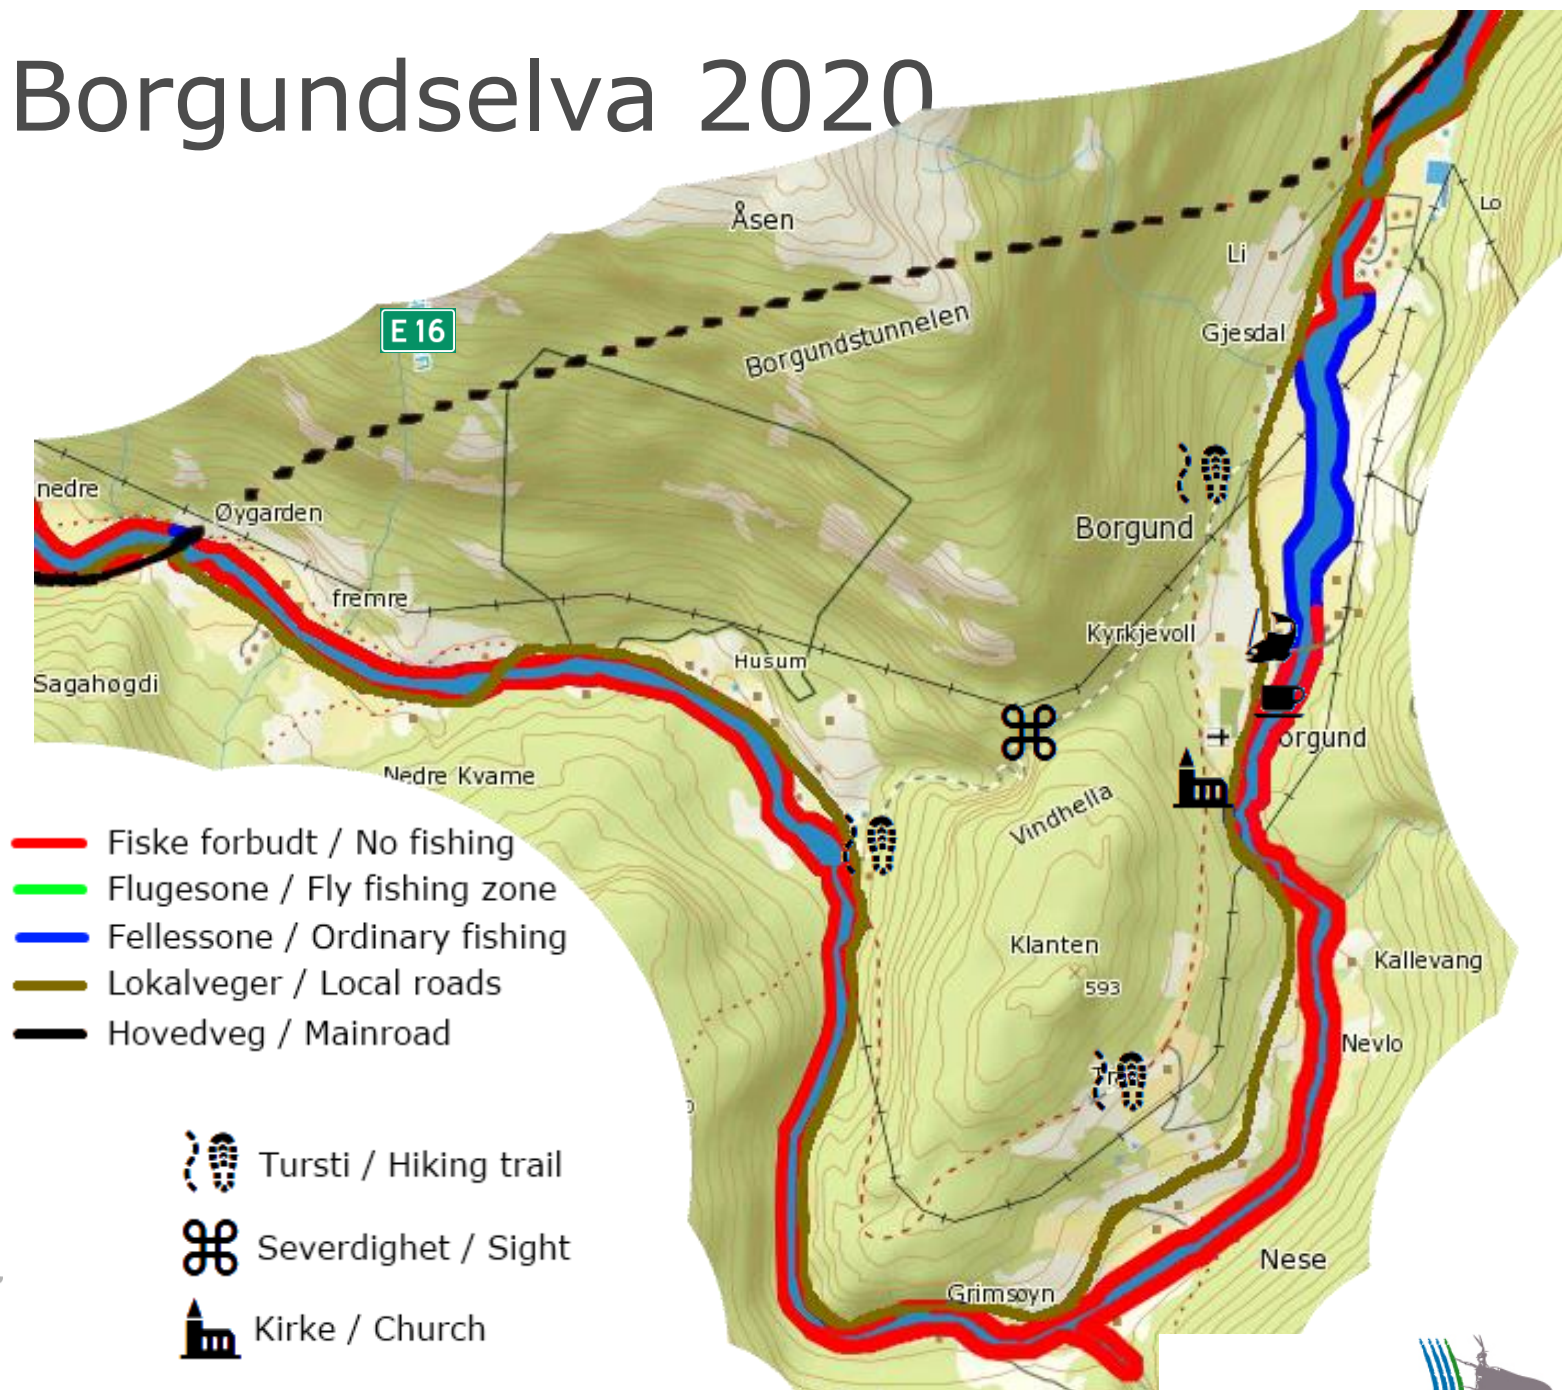 Borgundselva 2020
Åsen
Lo
Li
E 16
Borgundstunnelen
Gjesdal
nedre
Øygarden
Borgund
fremre
Kyrkjevoll
Husum
Sagahøgdi
orgund
Nedre Kvame
Vindhella
Fiske forbudt / No fishing
Flugesone / Fly fishing zone
Fellessone / Ordinary fishing
Lokalveger / Local roads
Hovedveg / Mainroad
Klanten
593
Kallevang
Nevlo
Tursti / Hiking trail
Severdighet / Sight
Kirke / Church
Nese
Grimsøyn